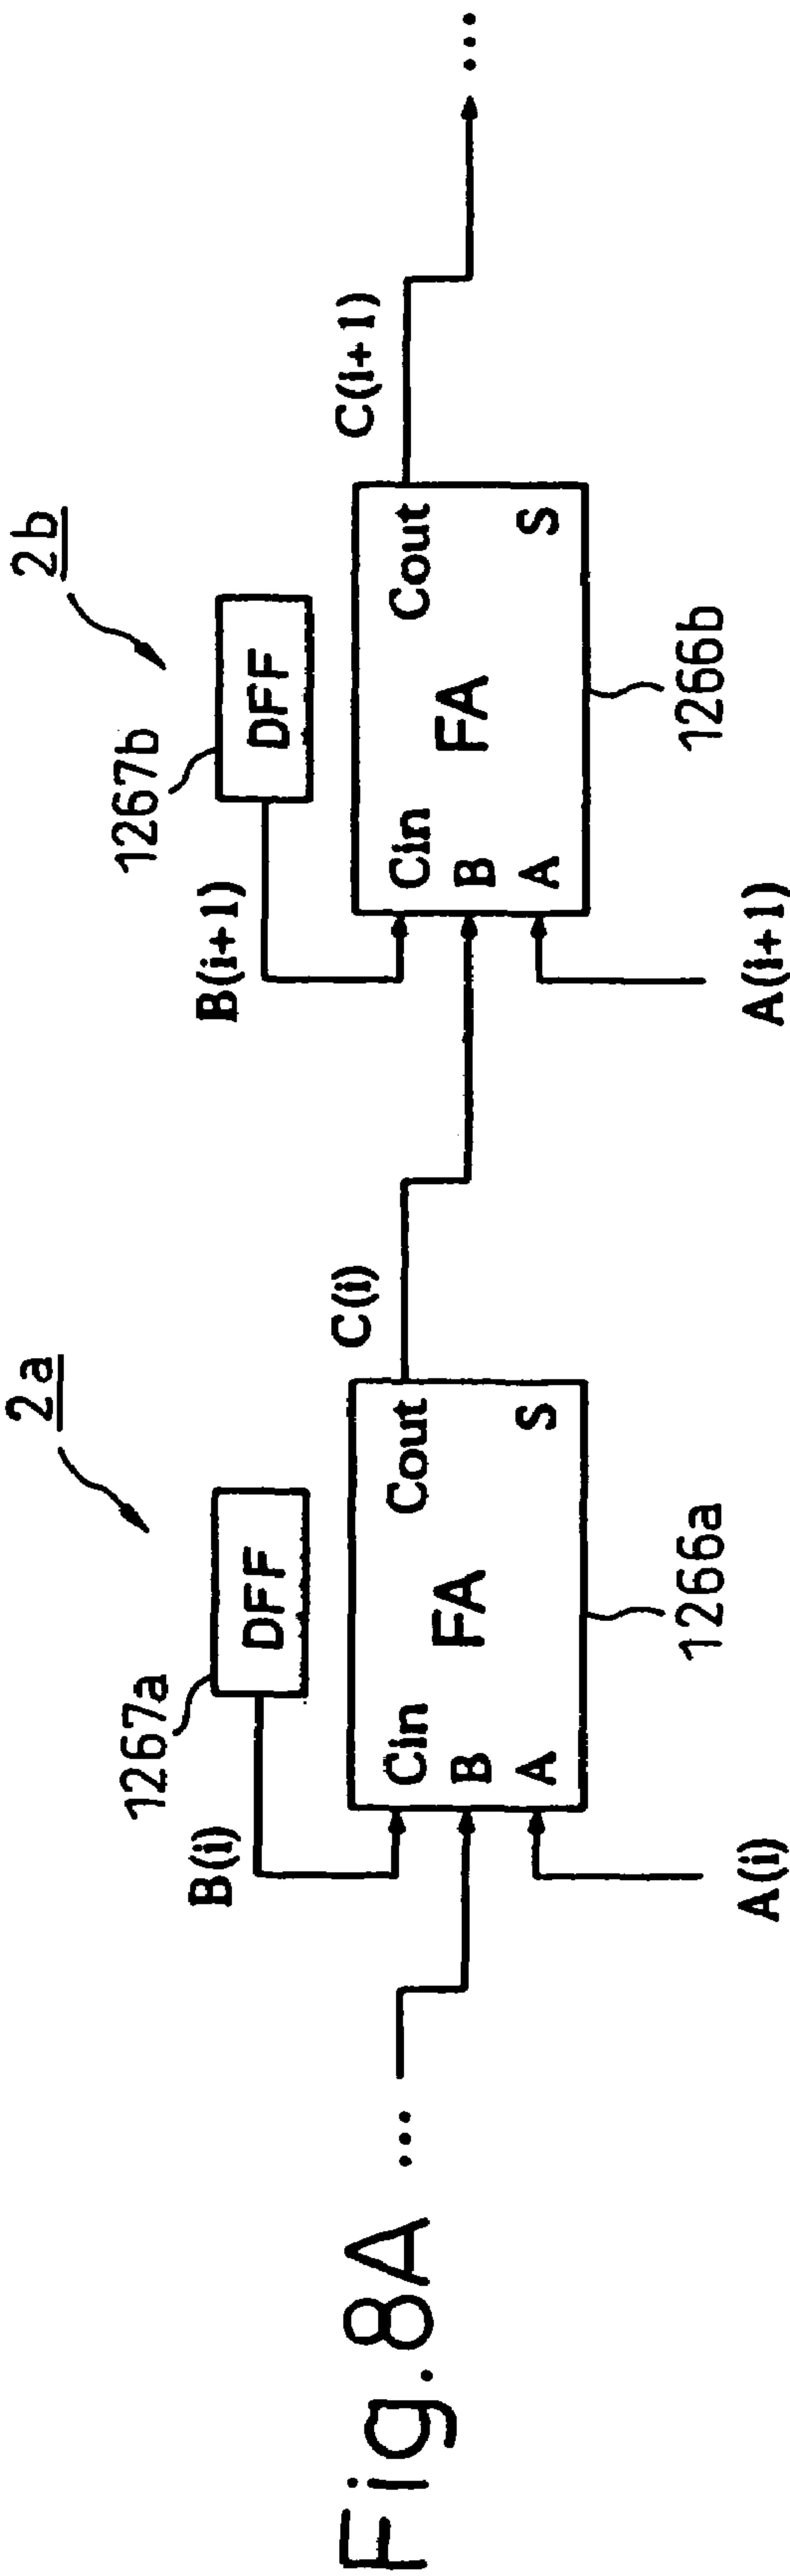 Fig.8A
2a
2b
1267a
DFF
1267b
DFF
B(i)
B(i+1)
C(i)
C(i+1)
...
Cin
Cout
Cin
Cout
...
B
FA
B
FA
A
S
A
S
A(i)
1266a
A(i+1)
1266b